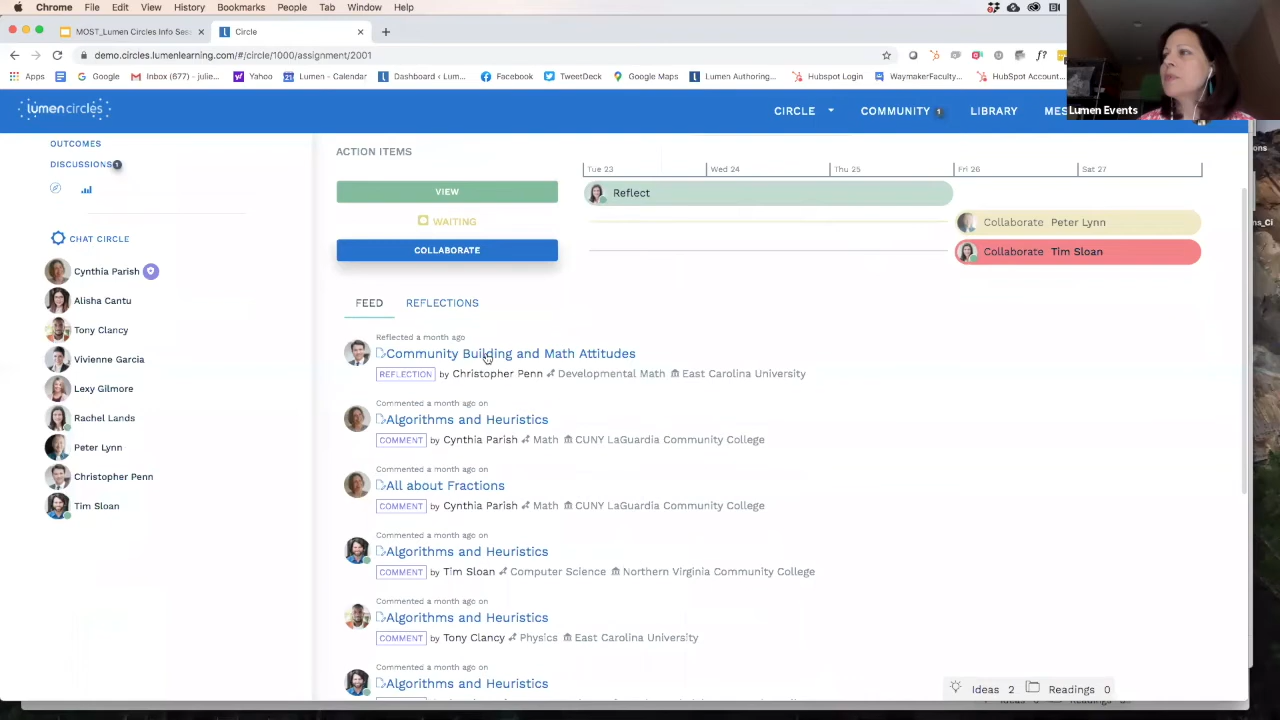 Chrome File Edit View History Bookmarks People Tab Window Help
MOST_Lumen Circles Info Ses
Circle
demo.circles.lumenlearning.com/#/circle/1000/assignment/2001
Apps Google Inbox (677) - julie... Yahoo Lumen - Calendar Dashboard ‹ Lum... Facebook TweetDeck Google Maps Lumen Authoring... Hubspot Login WaymakerFaculty... HubSpot Account...
Lumen Events
lumencircles
CIRCLE COMMUNITY 1 LIBRARY MES
OUTCOMES
DISCUSSIONS 1
CHAT CIRCLE
Cynthia Parish
Alisha Cantu
Tony Clancy
Vivienne Garcia
Lexy Gilmore
Rachel Lands
Peter Lynn
Christopher Penn
Tim Sloan
ACTION ITEMS
Tue 23 Wed 24 Thu 25 Fri 26 Sat 27
VIEW
Reflect
WAITING
Collaborate Peter Lynn
COLLABORATE
Collaborate Tim Sloan
FEED REFLECTIONS
Reflected a month ago
Community Building and Math Attitudes
REFLECTION by Christopher Penn Developmental Math East Carolina University
Commented a month ago on
Algorithms and Heuristics
COMMENT by Cynthia Parish Math CUNY LaGuardia Community College
Commented a month ago on
All about Fractions
COMMENT by Cynthia Parish Math CUNY LaGuardia Community College
Commented a month ago on
Algorithms and Heuristics
COMMENT by Tim Sloan Computer Science Northern Virginia Community College
Commented a month ago on
Algorithms and Heuristics
COMMENT by Tony Clancy Physics East Carolina University
Commented a month ago on
Algorithms and Heuristics
Ideas 2 Readings 0
ons
ns_Ci